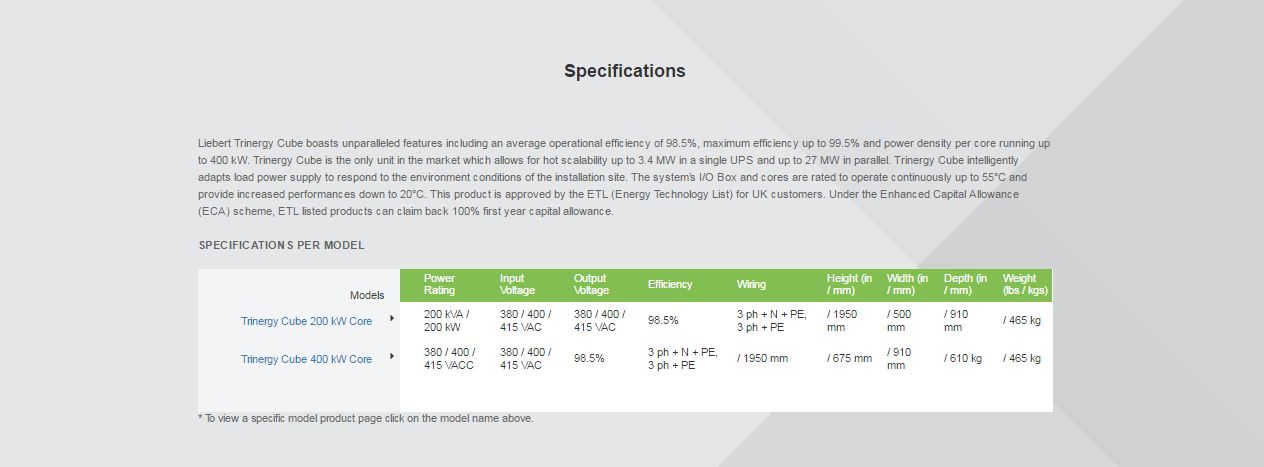 Specifications
Liebert Trinergy Cube boasts unparalleled features including an average operational efficiency of 98.5%, maximum efficiency up to 99.5% and power density per core running up
to 400 kW. Trinergy Cube is the only unit in the market which allows for hot scalability up to 3.4 MW in a single UPS and up to 27 MW in parallel. Trinergy Cube intelligently
adapts load power supply to respond to the environment conditions of the installation site. The system's I/O Box and cores are rated to operate continuously up to 55°C and
provide increased performances down to 20°C. This product is approved by the ETL (Energy Technology List) for UK customers. Under the Enhanced Capital Allowance
(ECA) scheme, ETL listed products can claim back 100% first year capital allowance.
SPECIFICATIONS PER MODEL
Models
Power Input Output Efficiency Wiring Height (in Width (in Depth (in Weight
Rating Voltage Voltage / mm) / mm) / mm) (lbs / kgs)
Trinergy Cube 200 kW Core 200 kVA / 380 / 400 / 380 / 400 / 98.5% 3 ph + N + PE, / 1950 / 500 / 910 / 465 kg
200 kW 415 VAC 415 VAC 3 ph + PE mm mm mm
Trinergy Cube 400 kW Core 380 / 400 / 380 / 400 / 98.5% 3 ph + N + PE, / 1950 mm / 675 mm / 910 / 610 kg / 465 kg
415 VACC 415 VAC 3 ph + PE mm
* To view a specific model product page click on the model name above.